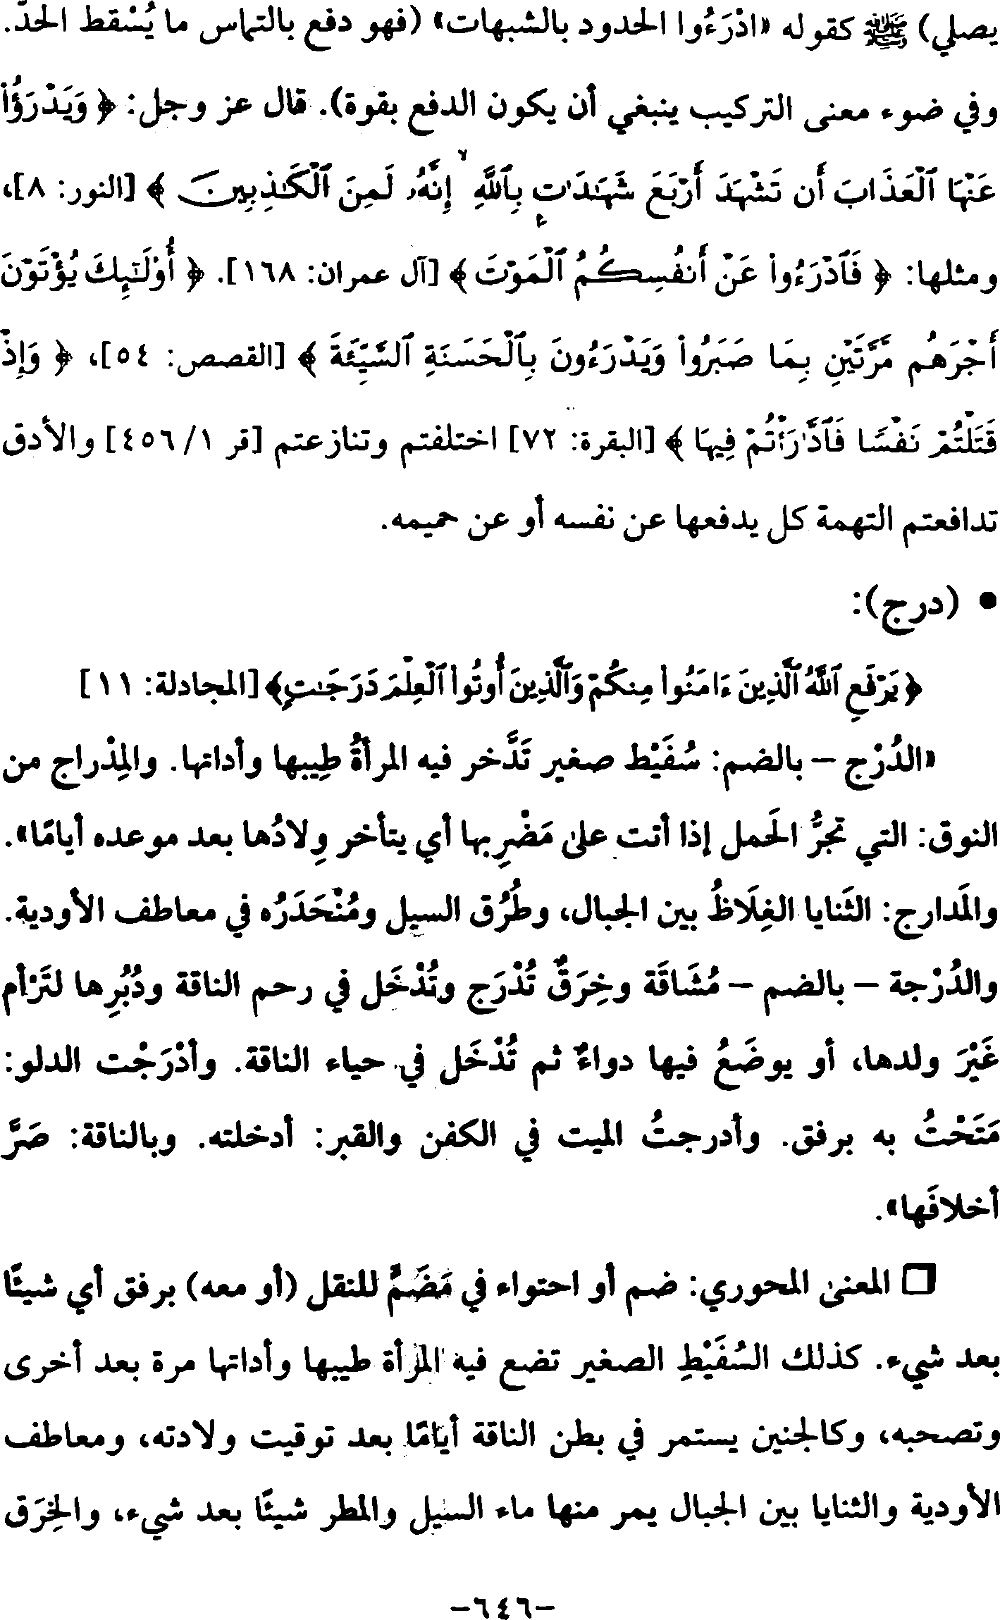 يصلي) ﷺ كقوله «ادْرَءُوا الحدود بالشبهات» (فهو دفع بالتماس ما يُسْقط الحدّ.
وفي ضوء معنى التركيب ينبغي أن يكون الدفع بقوة). قال عز وجل: ﴿ وَيَدْرَؤُاْ
عَنْهَا ٱلْعَذَابَ أَن تَشْهَدَ أَرْبَعَ شَهَٰدَٰتٍۭ بِٱللَّهِ ۙ إِنَّهُۥ لَمِنَ ٱلْكَٰذِبِينَ ﴾ [النور: ٨]،
ومثلها: ﴿ فَٱدْرَءُوا۟ عَنْ أَنفُسِكُمُ ٱلْمَوْتَ ﴾ [آل عمران: ١٦٨]. ﴿ أُو۟لَٰٓئِكَ يُؤْتَوْنَ
أَجْرَهُم مَّرَّتَيْنِ بِمَا صَبَرُوا۟ وَيَدْرَءُونَ بِٱلْحَسَنَةِ ٱلسَّيِّئَةَ ﴾ [القصص: ٥٤]، ﴿ وَإِذْ
قَتَلْتُمْ نَفْسًا فَٱدَّٰرَْٰٔتُمْ فِيهَا ﴾ [البقرة: ٧٢] اختلفتم وتنازعتم [قر ١/ ٤٥٦] والأدق
تدافعتم التهمة كل يدفعها عن نفسه أو عن حميمه.
• (درج):
﴿ يَرْفَعِ ٱللَّهُ ٱلَّذِينَ ءَامَنُوا۟ مِنكُمْ وَٱلَّذِينَ أُوتُوا۟ ٱلْعِلْمَ دَرَجَٰتٍ﴾ [المجادلة: ١١]
«الدُرْج – بالضم: سُفَيْط صغير تَدَّخر فيه المرأةُ طِيبها وأداتها. والمِدْراج من
النوق: التي تجرُّ الحَمل إذا أتت على مَضْرِبها أي يتأخر وِلادُها بعد موعده أيامًا».
والمَدارج: الثَنايا الغِلَاظُ بين الجبال، وطُرُق السيل ومُنْحَدَرُه في معاطف الأودية.
والدُرْجة – بالضم – مُشَاقَة وخِرَقٌ تُدْرَج وتُدْخَل في رحم الناقة ودُبُرِها لتَرْأم
غَيْرَ ولدها، أو يوضَعُ فيها دواءٌ ثم تُدْخَل في حياء الناقة. وأدْرَجْت الدلو:
مَتَحْتُ به برفق. وأدرجتُ الميت في الكفن والقبر: أدخلته. وبالناقة: صَرَّ
أخلافَها».
□ المعنى المحوري: ضم أو احتواء في مَضَمٍّ للنقل (أو معه) برفق أي شيئًا
بعد شيء. كذلك السُفَيْطِ الصغير تضع فيه المرأة طيبها وأداتها مرة بعد أخرى
وتصحبه، وكالجنين يستمر في بطن الناقة أيامًا بعد توقيت ولادته، ومعاطف
الأودية والثنايا بين الجبال يمر منها ماء السيل والمطر شيئًا بعد شيء، والخِرَق
-٦٤٦-